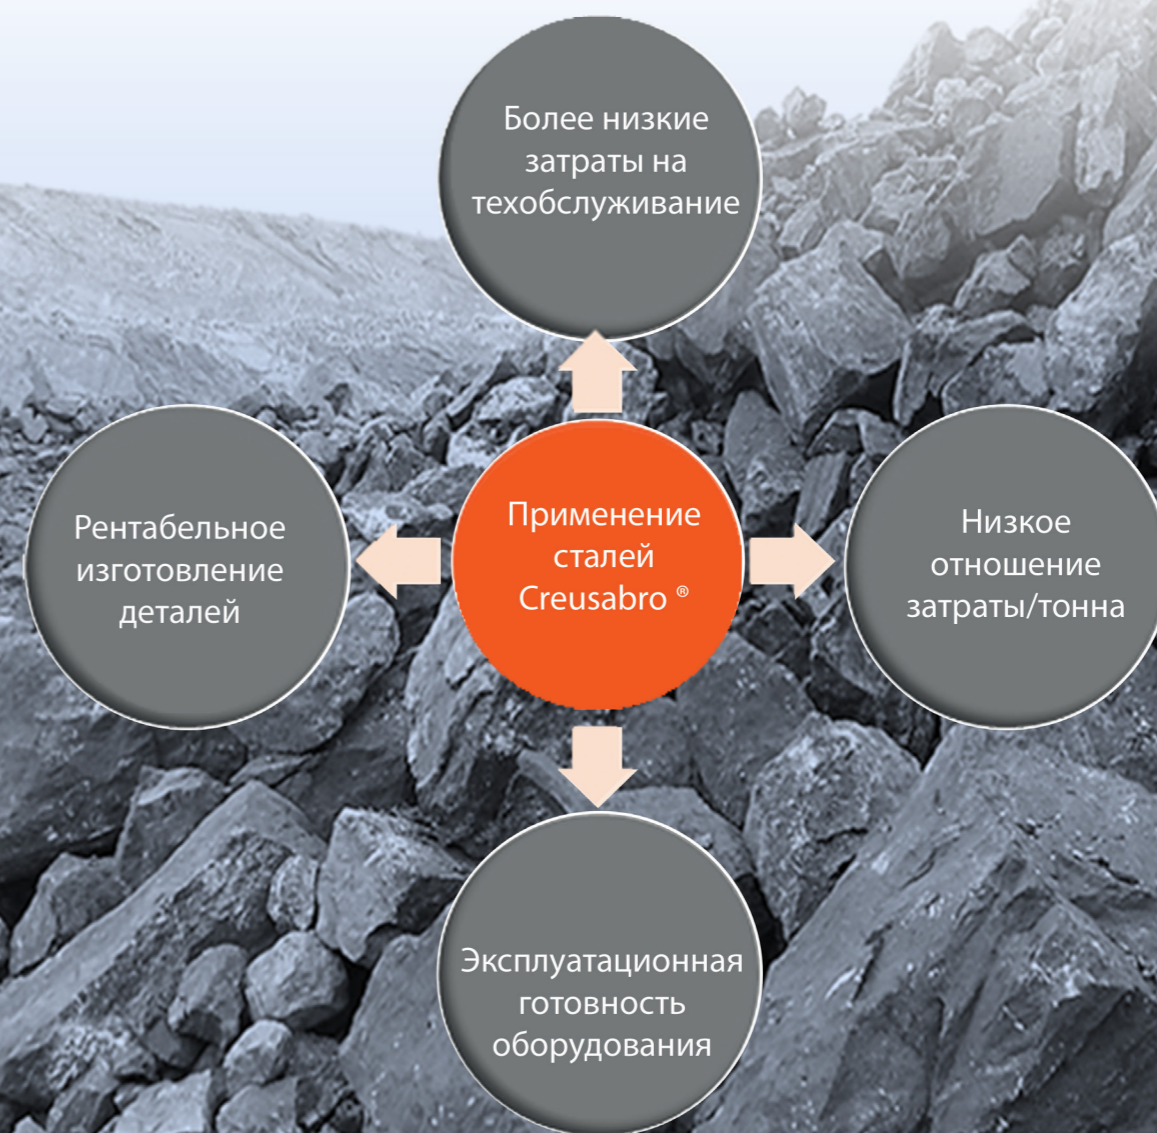 Более низкие
затраты на
техобслуживание
Рентабельное
изготовление
деталей
Применение
сталей
Creusabro ®
Низкое
отношение
затраты/тонна
Эксплуатационная
готовность
оборудования